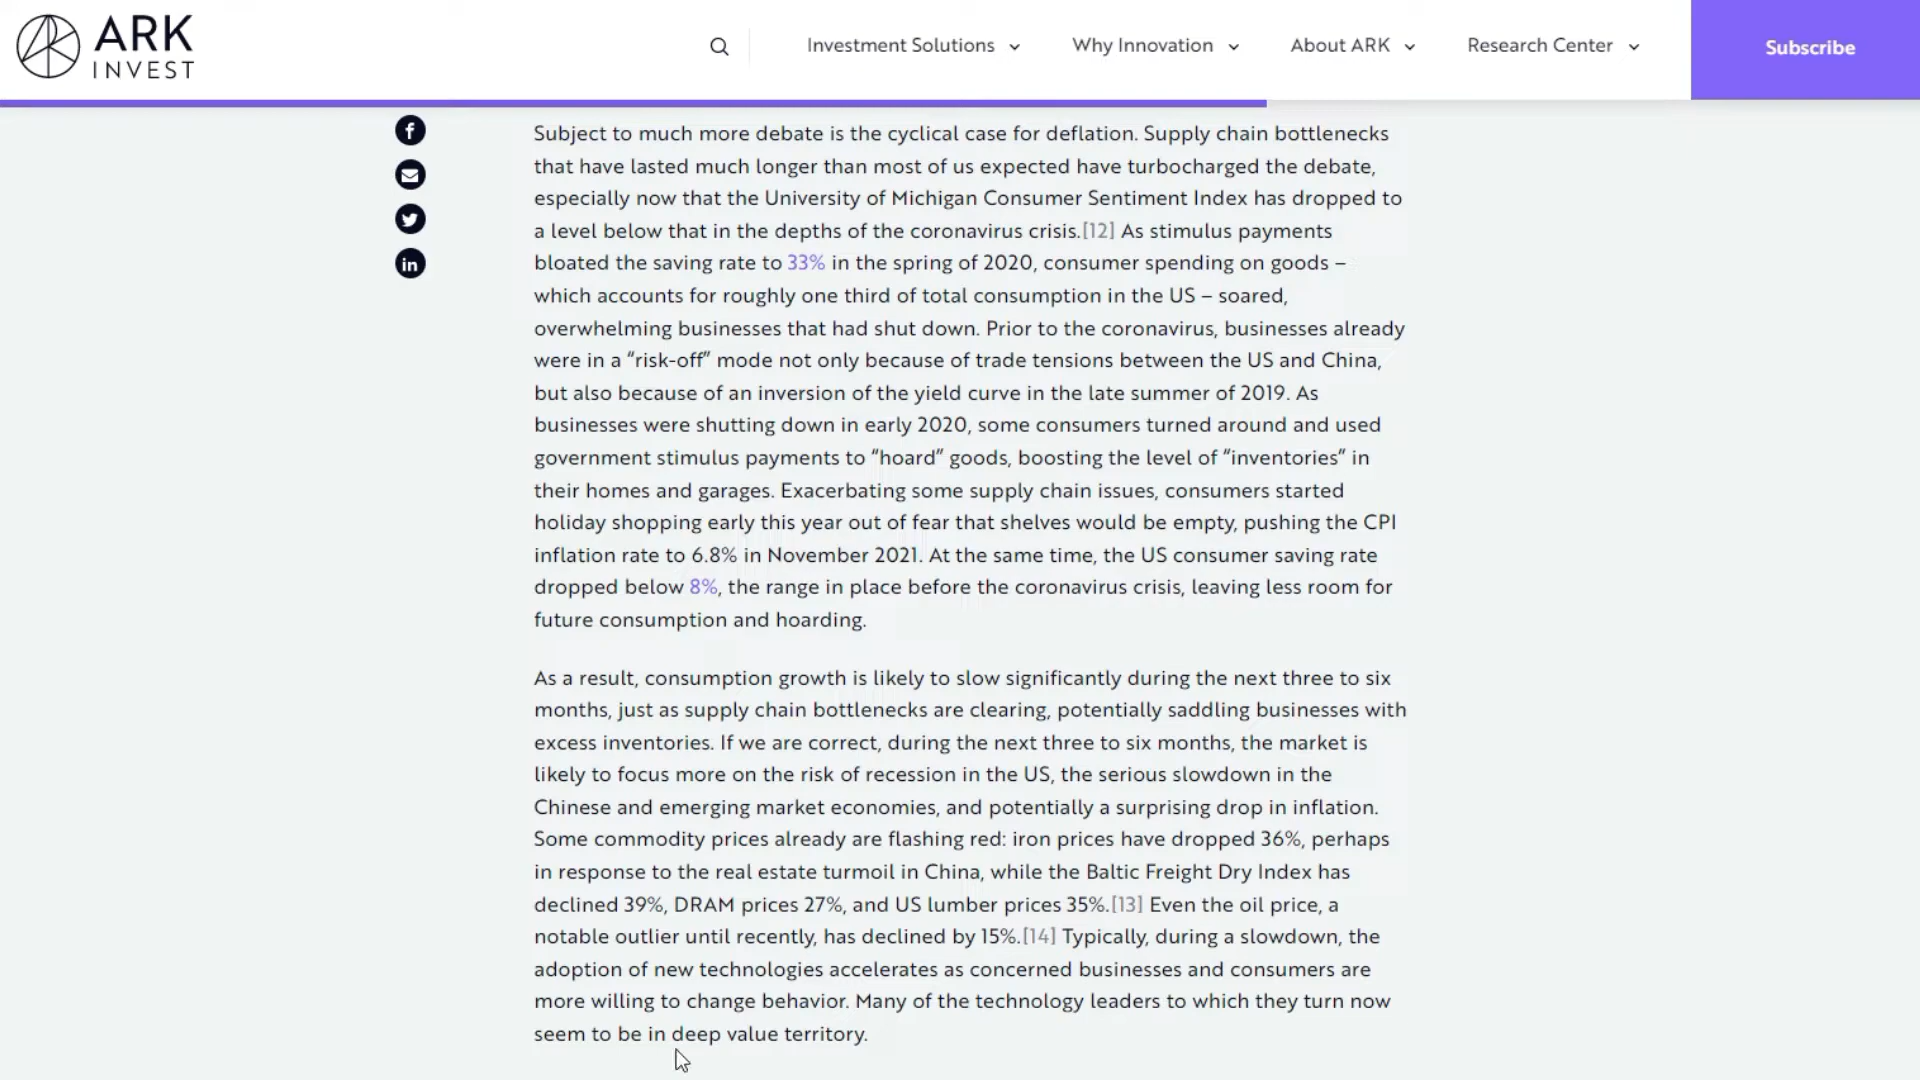 ARK
INVEST
Investment Solutions
Why Innovation
About ARK
Research Center
Subscribe
Subject to much more debate is the cyclical case for deflation. Supply chain bottlenecks
that have lasted much longer than most of us expected have turbocharged the debate,
especially now that the University of Michigan Consumer Sentiment Index has dropped to
a level below that in the depths of the coronavirus crisis.[12] As stimulus payments
bloated the saving rate to 33% in the spring of 2020, consumer spending on goods –
which accounts for roughly one third of total consumption in the US – soared,
overwhelming businesses that had shut down. Prior to the coronavirus, businesses already
were in a “risk-off” mode not only because of trade tensions between the US and China,
but also because of an inversion of the yield curve in the late summer of 2019. As
businesses were shutting down in early 2020, some consumers turned around and used
government stimulus payments to “hoard” goods, boosting the level of “inventories” in
their homes and garages. Exacerbating some supply chain issues, consumers started
holiday shopping early this year out of fear that shelves would be empty, pushing the CPI
inflation rate to 6.8% in November 2021. At the same time, the US consumer saving rate
dropped below 8%, the range in place before the coronavirus crisis, leaving less room for
future consumption and hoarding.
As a result, consumption growth is likely to slow significantly during the next three to six
months, just as supply chain bottlenecks are clearing, potentially saddling businesses with
excess inventories. If we are correct, during the next three to six months, the market is
likely to focus more on the risk of recession in the US, the serious slowdown in the
Chinese and emerging market economies, and potentially a surprising drop in inflation.
Some commodity prices already are flashing red: iron prices have dropped 36%, perhaps
in response to the real estate turmoil in China, while the Baltic Freight Dry Index has
declined 39%, DRAM prices 27%, and US lumber prices 35%.[13] Even the oil price, a
notable outlier until recently, has declined by 15%.[14] Typically, during a slowdown, the
adoption of new technologies accelerates as concerned businesses and consumers are
more willing to change behavior. Many of the technology leaders to which they turn now
seem to be in deep value territory.